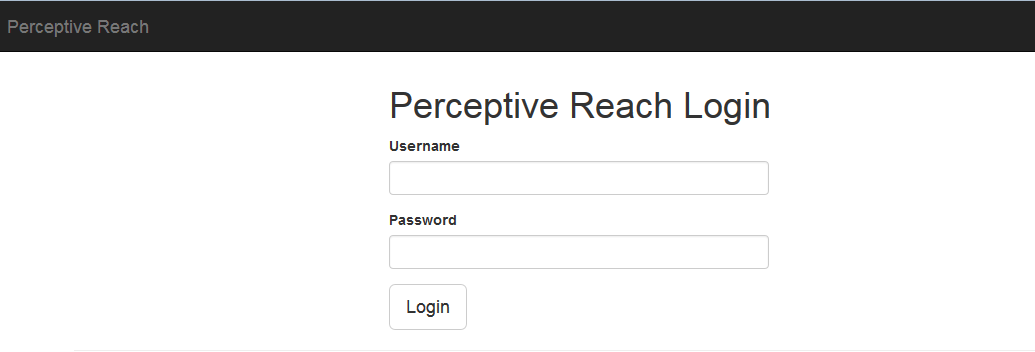 Perceptive Reach
Perceptive Reach Login
Username
Password
Login